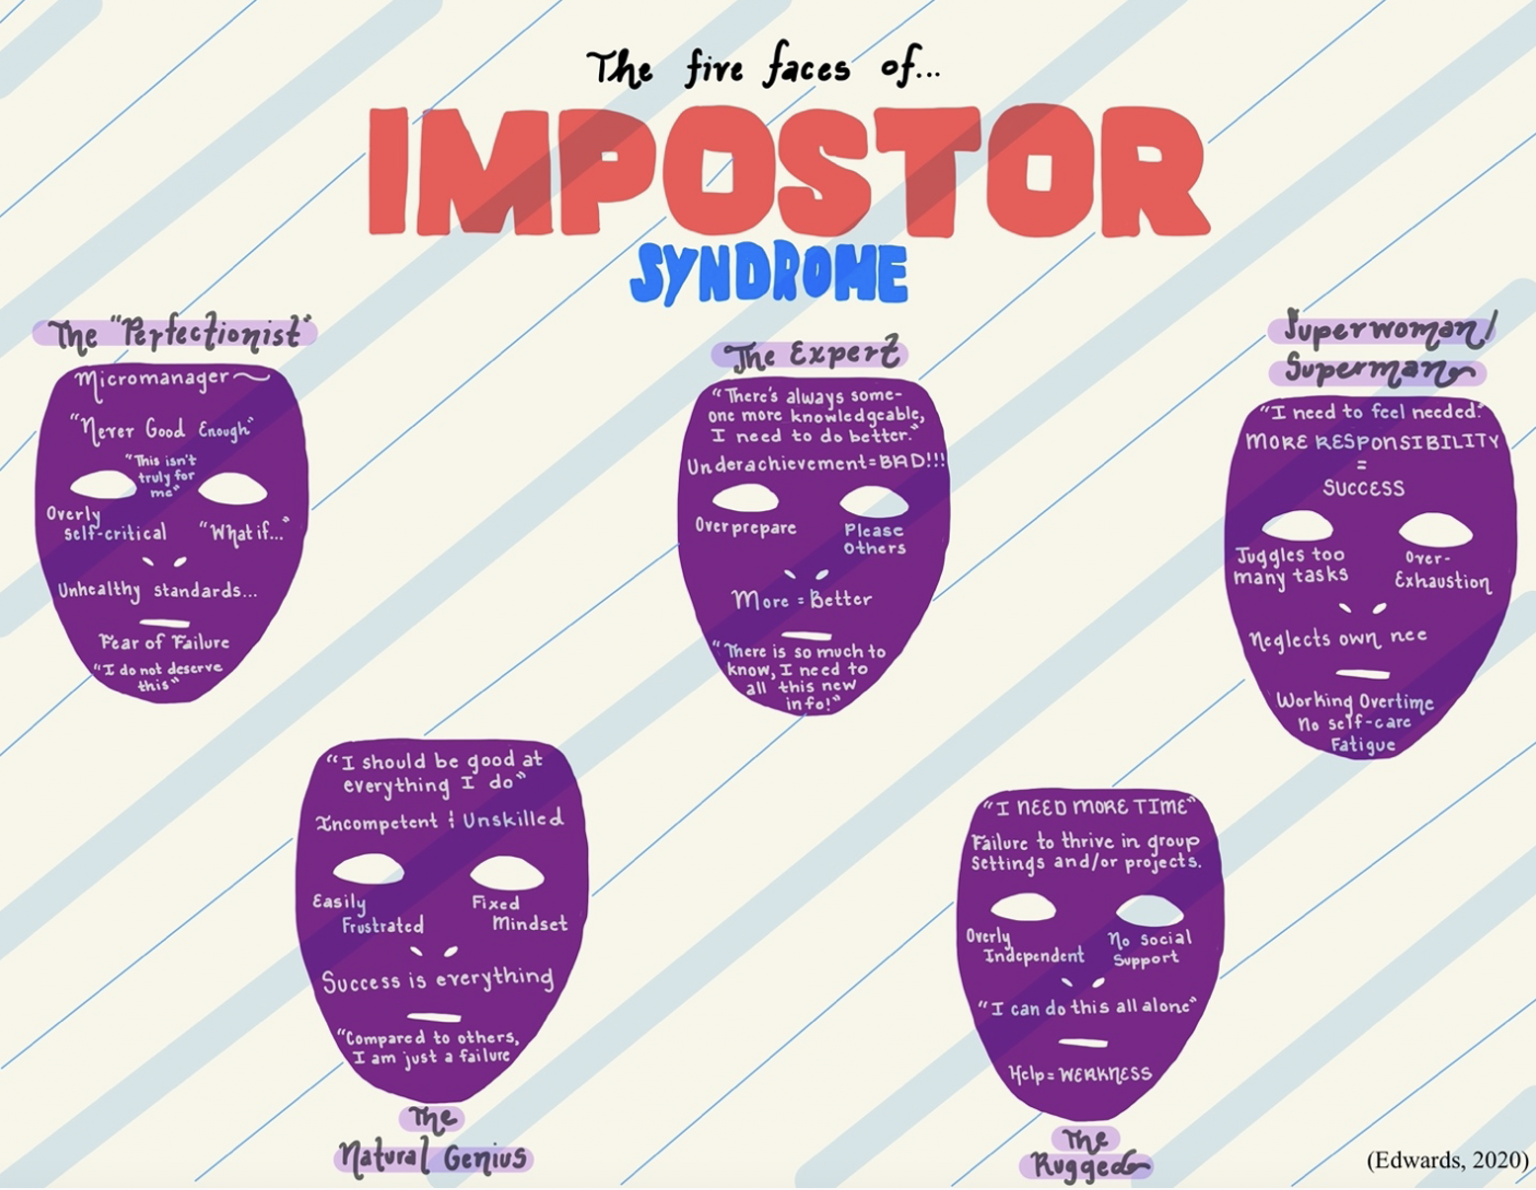 The five faces of...
IMPOSTOR
SYNDROME
The "Perfectionist"
Micromanager
"Never Good Enough"
"This isn't
truly for
me"
Overly
self-critical
"What if..."
Unhealthy standards...
Fear of Failure
"I do not deserve
this"
The Expert
"There's always some-
one more knowledgeable,
I need to do better."
Underachievement=BAD!!!
Overprepare
Please
Others
More = Better
"There is so much to
know, I need to
all this new
info!"
Superwoman/
Superman
"I need to feel needed."
MORE RESPONSIBILITY
=
SUCCESS
Juggles too
many tasks
Over-
Exhaustion
Neglects own nee
Working Overtime
No self-care
Fatigue
"I should be good at
everything I do"
Incompetent & Unskilled
Easily
Frustrated
Fixed
Mindset
Success is everything
"Compared to others,
I am just a failure
The
Natural Genius
"I NEED MORE TIME"
Failure to thrive in group
Settings and/or projects.
Overly
Independent
No social
Support
"I can do this all alone"
Help= WEAKNESS
The
Rugged
(Edwards, 2020)